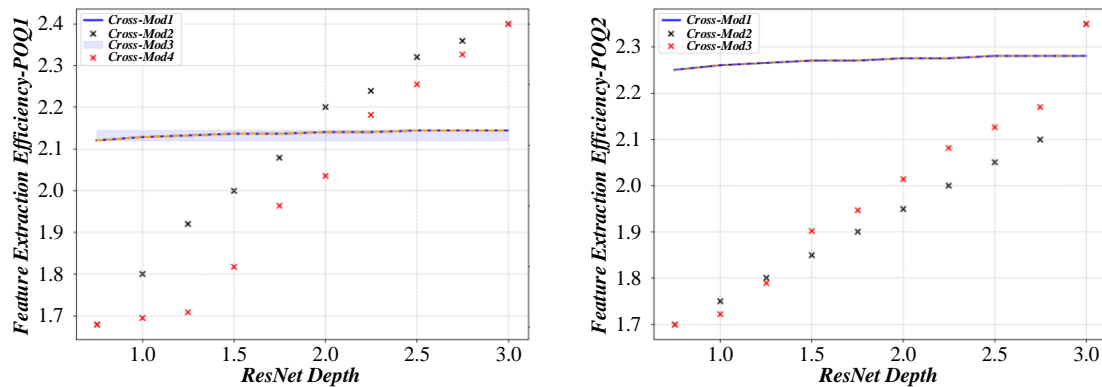 Feature Extraction Efficiency-POQ1
2.4
2.3
2.2
2.1
2.0
1.9
1.8
1.7
Cross-Mod1
Cross-Mod2
Cross-Mod3
Cross-Mod4
1.0
1.5
2.0
2.5
3.0
ResNet Depth
Feature Extraction Efficiency-POQ2
2.3
2.2
2.1
2.0
1.9
1.8
1.7
Cross-Mod1
Cross-Mod2
Cross-Mod3
1.0
1.5
2.0
2.5
3.0
ResNet Depth